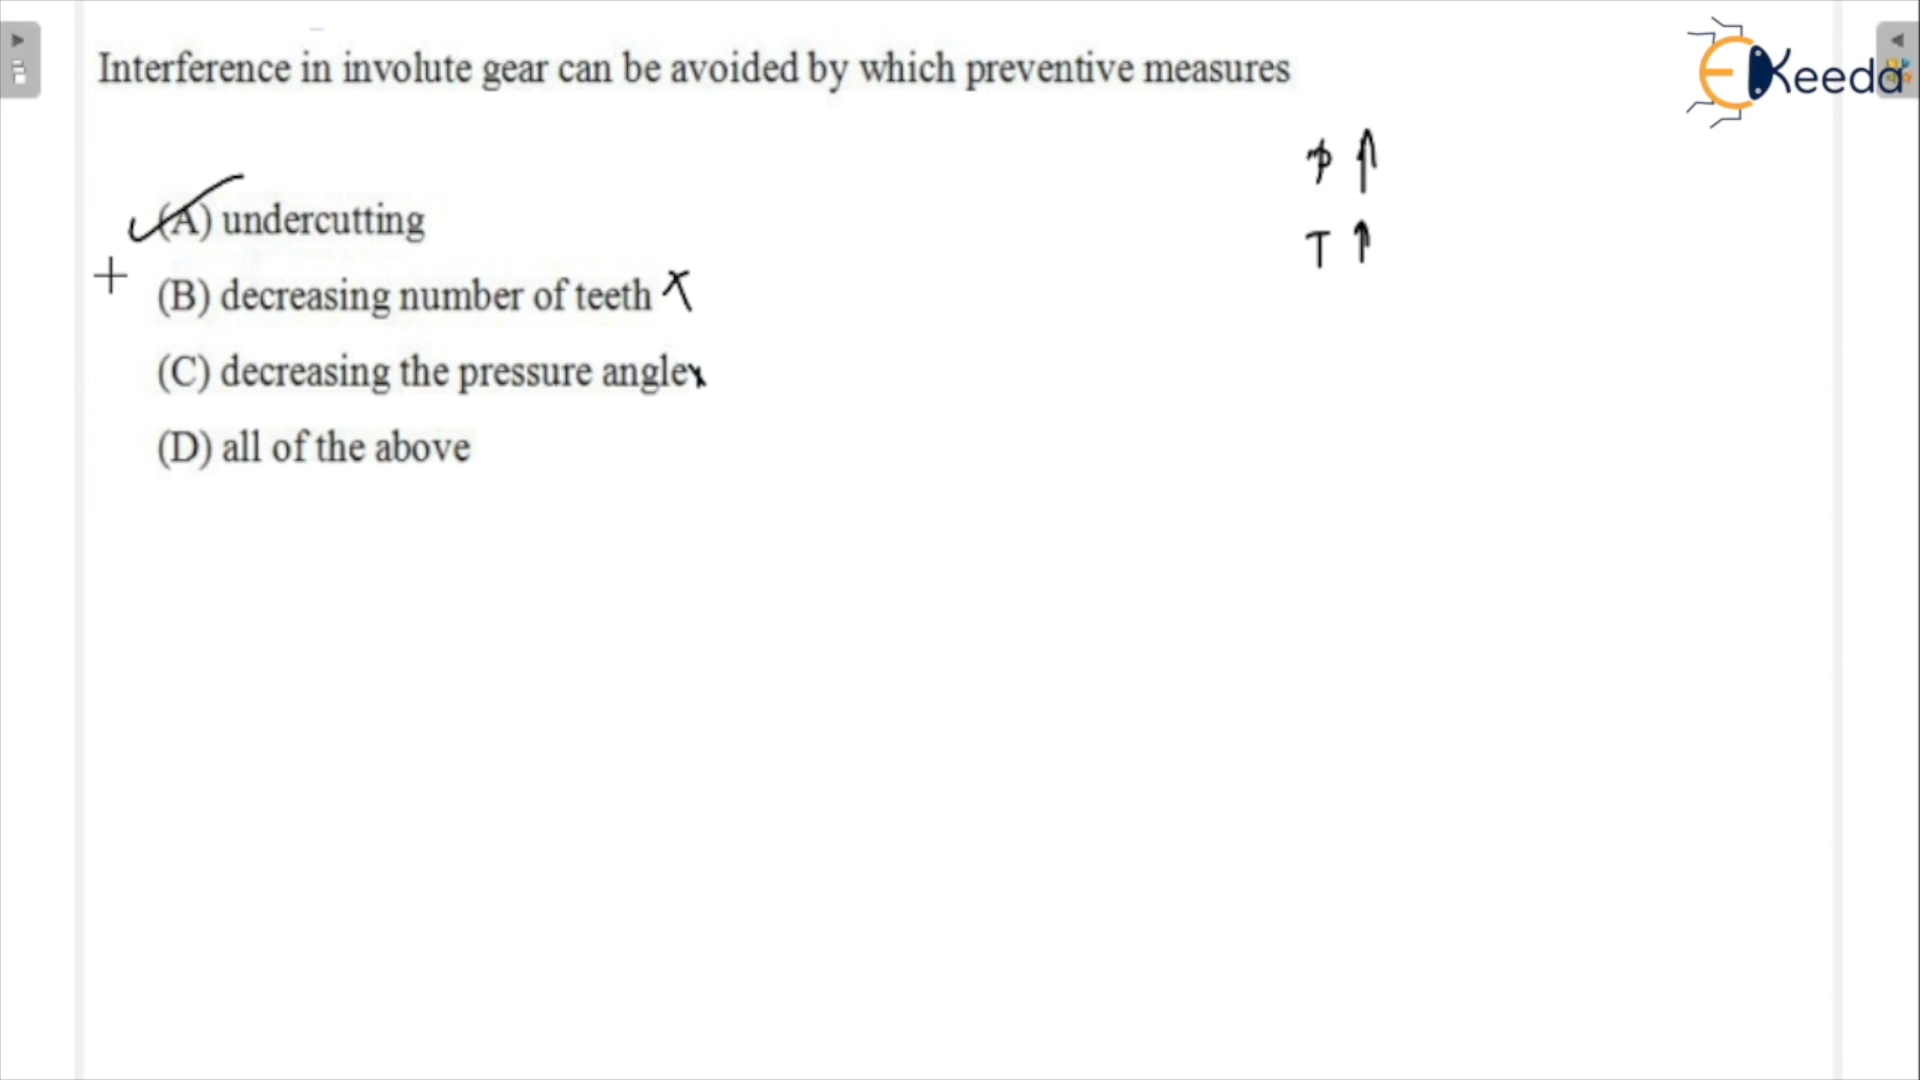 Interference in involute gear can be avoided by which preventive measures
EKeeda
ϕ ↑
T ↑
(A) undercutting
(B) decreasing number of teeth x
(C) decreasing the pressure angle x
(D) all of the above